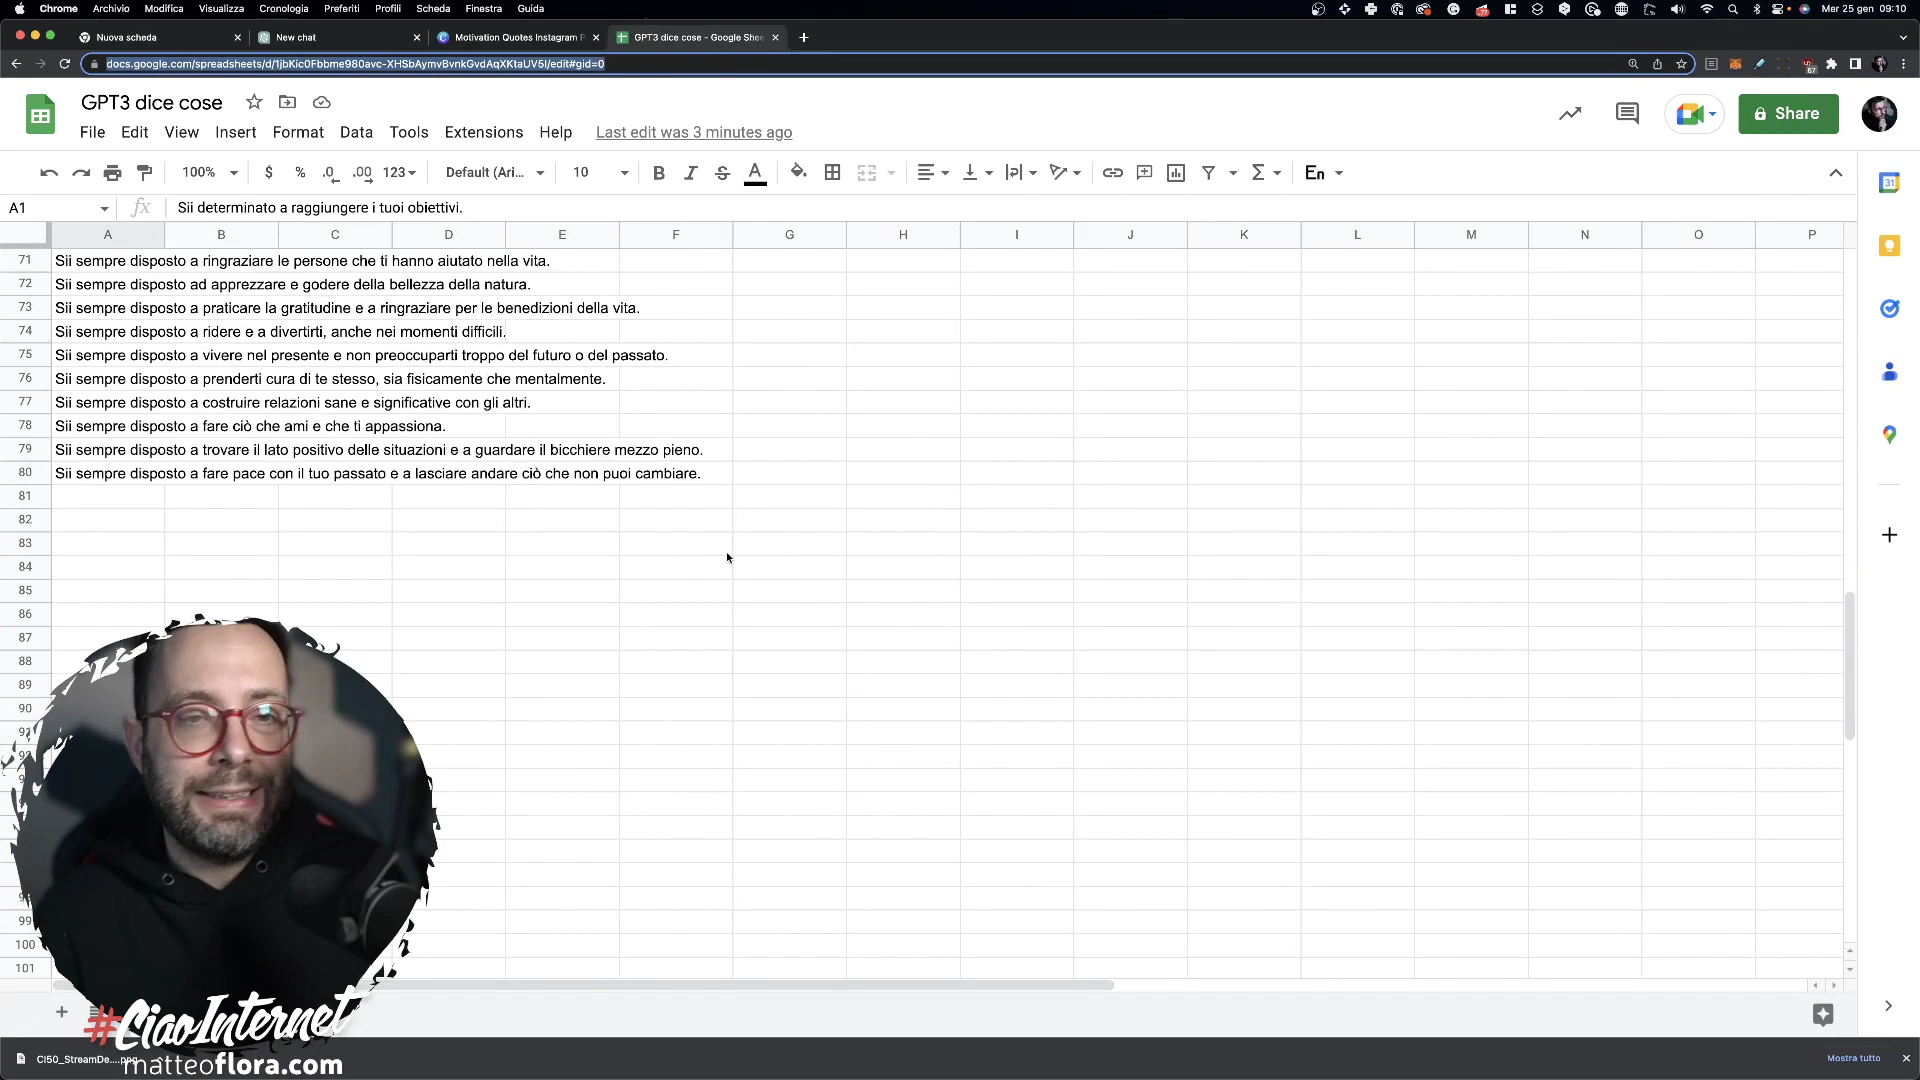 Chrome Archivio Modifica Visualizza Cronologia Preferiti Profili Scheda Finestra Guida Mer 25 gen 09:10
Nuova scheda New chat Motivation Quotes Instagram P GPT3 dice cose - Google Shee
docs.google.com/spreadsheets/d/1jbKic0Fbbme980avc-XHSbAymvBvnkGvdAqXKtaUV5I/edit#gid=0
GPT3 dice cose
Share
File Edit View Insert Format Data Tools Extensions Help Last edit was 3 minutes ago
100% $ % .0 .00 123 Default (Ari... 10 B I S A Σ En
A1 fx Sii determinato a raggiungere i tuoi obiettivi.
A B C D E F G H I J K L M N O P
71 Sii sempre disposto a ringraziare le persone che ti hanno aiutato nella vita.
72 Sii sempre disposto ad apprezzare e godere della bellezza della natura.
73 Sii sempre disposto a praticare la gratitudine e a ringraziare per le benedizioni della vita.
74 Sii sempre disposto a ridere e a divertirti, anche nei momenti difficili.
75 Sii sempre disposto a vivere nel presente e non preoccuparti troppo del futuro o del passato.
76 Sii sempre disposto a prenderti cura di te stesso, sia fisicamente che mentalmente.
77 Sii sempre disposto a costruire relazioni sane e significative con gli altri.
78 Sii sempre disposto a fare ciò che ami e che ti appassiona.
79 Sii sempre disposto a trovare il lato positivo delle situazioni e a guardare il bicchiere mezzo pieno.
80 Sii sempre disposto a fare pace con il tuo passato e a lasciare andare ciò che non puoi cambiare.
81
82
83
84
85
86
87
88
89
90
91
99
100
101
#CiaoInternet
matteoflora.com
CI50_StreamDe....png
Mostra tutto